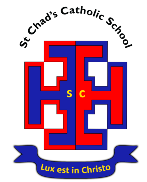 St Chad's Catholic School
S C
Lux est in Christo